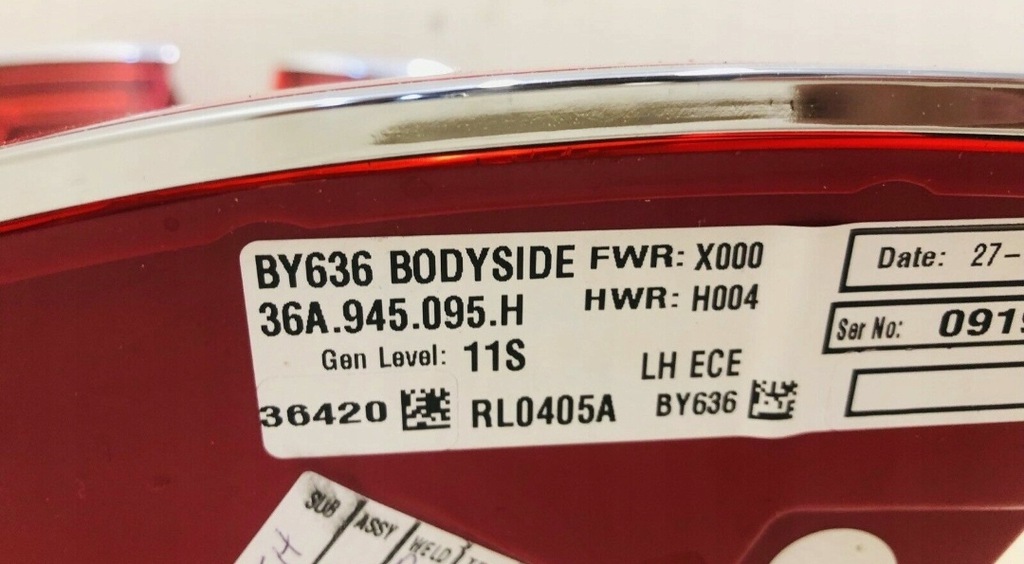 BY636 BODYSIDE FWR: X000
36A.945.095.H HWR: H004
Gen Level: 11S
LH ECE
36420 RL0405A BY636
Date: 27-
Ser No: 091
SUB ASSY WELD